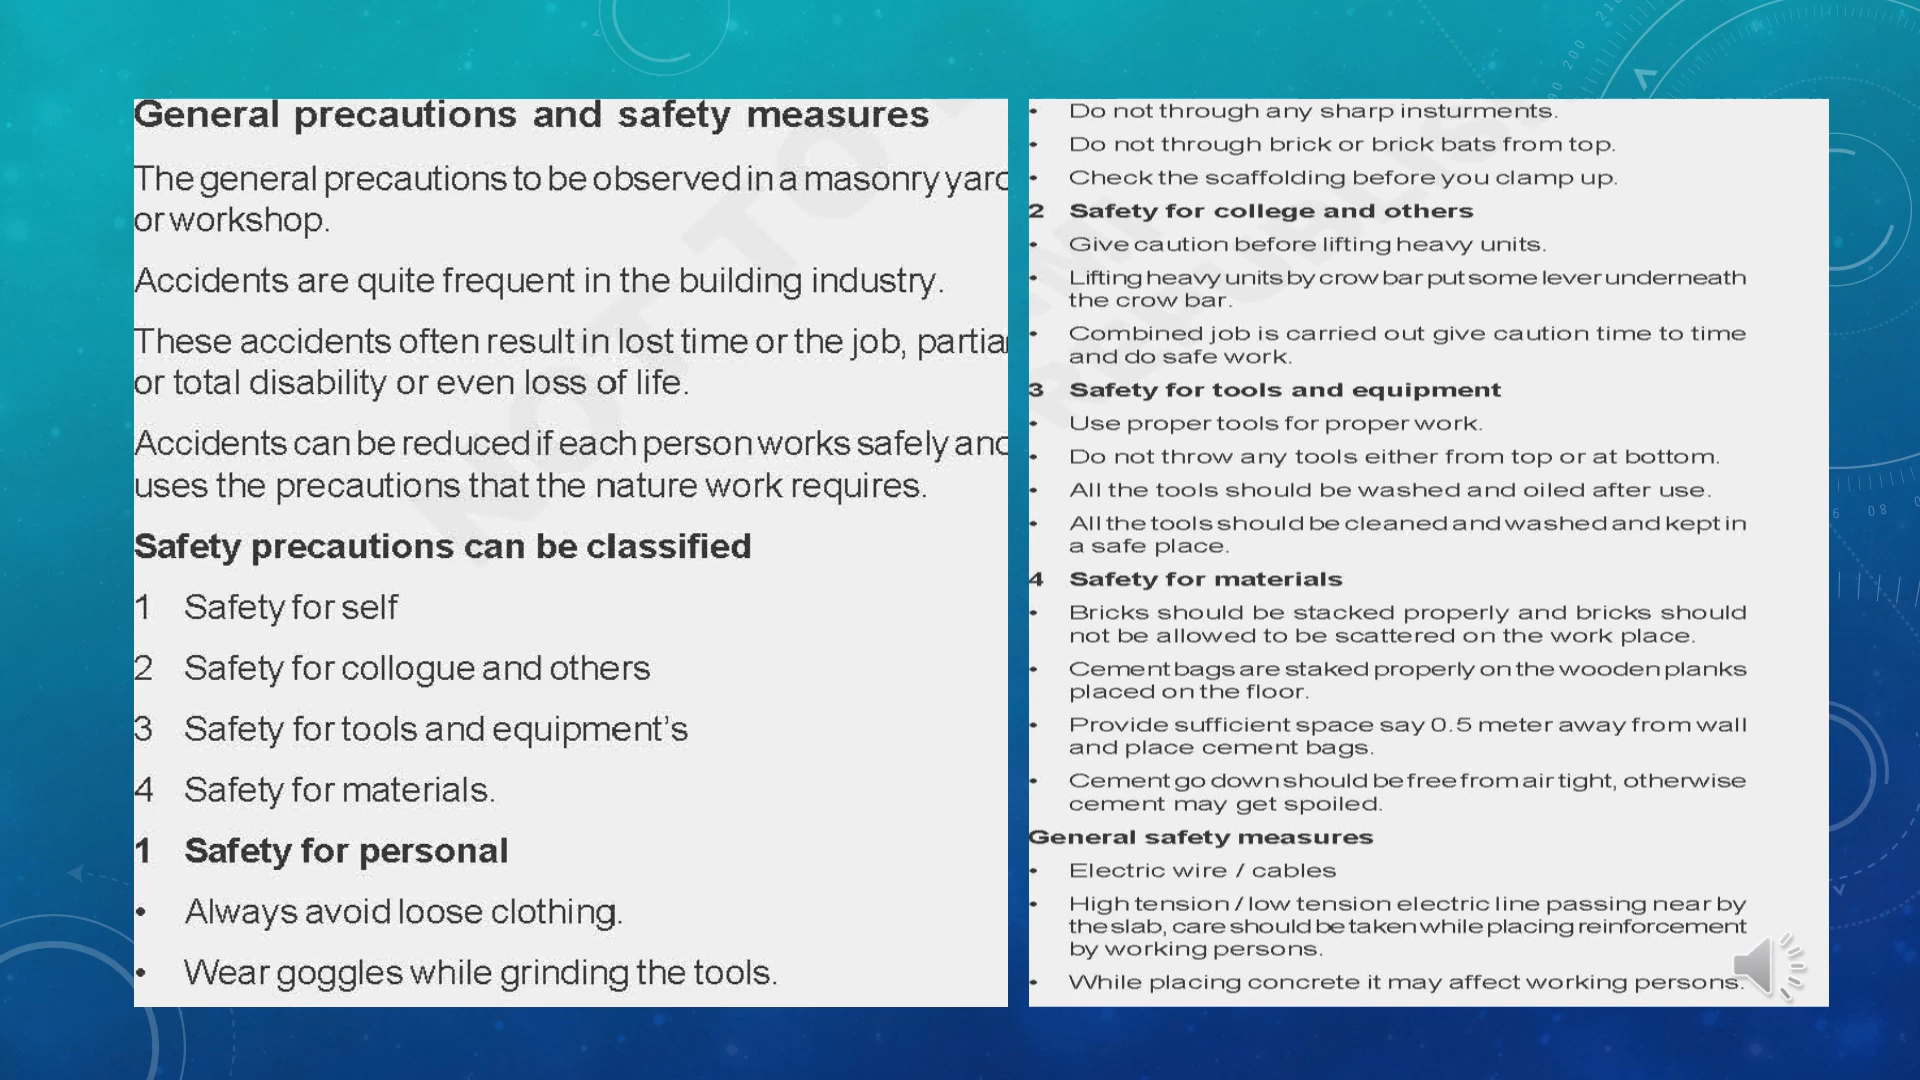 General precautions and safety measures
The general precautions to be observed in a masonry yard
or workshop.
Accidents are quite frequent in the building industry.
These accidents often result in lost time or the job, partial
or total disability or even loss of life.
Accidents can be reduced if each person works safely and
uses the precautions that the nature work requires.
Safety precautions can be classified
1 Safety for self
2 Safety for collogue and others
3 Safety for tools and equipment's
4 Safety for materials.
1 Safety for personal
• Always avoid loose clothing.
• Wear goggles while grinding the tools.
• Do not through any sharp insturments.
• Do not through brick or brick bats from top.
• Check the scaffolding before you clamp up.
2 Safety for college and others
• Give caution before lifting heavy units.
• Lifting heavy units by crow bar put some lever underneath
the crow bar.
• Combined job is carried out give caution time to time
and do safe work.
3 Safety for tools and equipment
• Use proper tools for proper work.
• Do not throw any tools either from top or at bottom.
• All the tools should be washed and oiled after use.
• All the tools should be cleaned and washed and kept in
a safe place.
4 Safety for materials
• Bricks should be stacked properly and bricks should
not be allowed to be scattered on the work place.
• Cement bags are staked properly on the wooden planks
placed on the floor.
• Provide sufficient space say 0.5 meter away from wall
and place cement bags.
• Cement go down should be free from air tight, otherwise
cement may get spoiled.
General safety measures
• Electric wire / cables
• High tension / low tension electric line passing near by
the slab, care should be taken while placing reinforcement
by working persons.
• While placing concrete it may affect working persons.